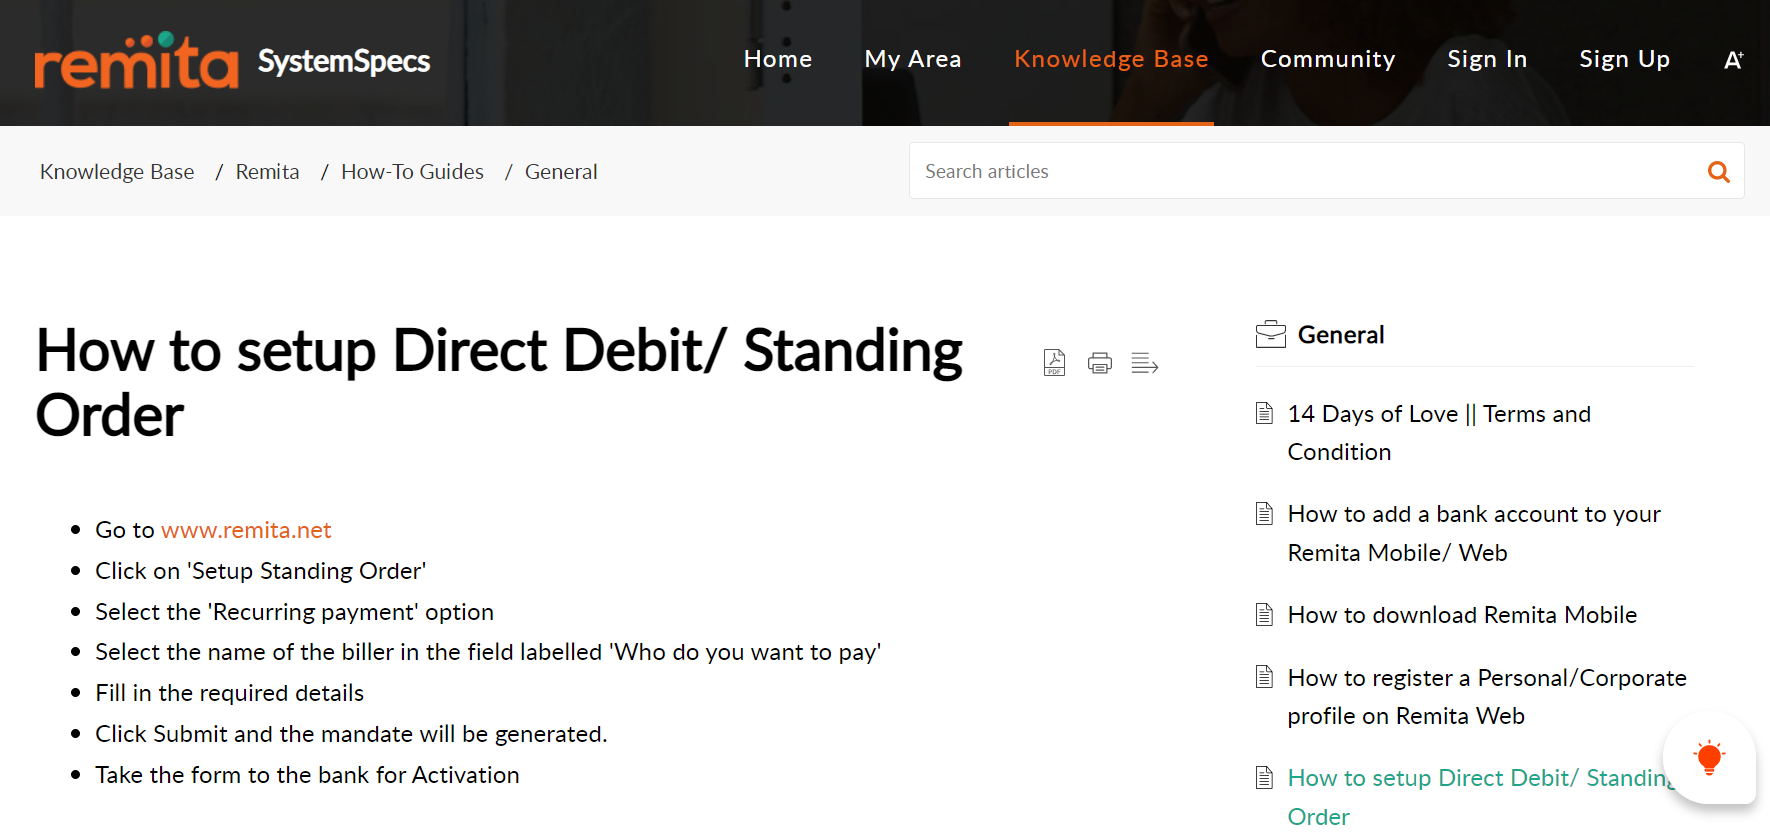 remita SystemSpecs
Home My Area Knowledge Base Community Sign In Sign Up A+
Knowledge Base / Remita / How-To Guides / General
Search articles
How to setup Direct Debit/ Standing
Order
PDF
Go to www.remita.net
Click on 'Setup Standing Order'
Select the 'Recurring payment' option
Select the name of the biller in the field labelled 'Who do you want to pay'
Fill in the required details
Click Submit and the mandate will be generated.
Take the form to the bank for Activation
General
14 Days of Love || Terms and
Condition
How to add a bank account to your
Remita Mobile/ Web
How to download Remita Mobile
How to register a Personal/Corporate
profile on Remita Web
How to setup Direct Debit/ Standing
Order